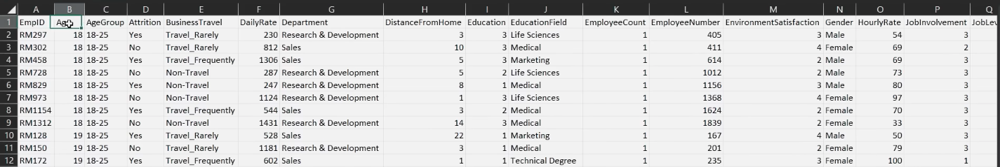 A B C D E F G H I J K L M N O P Q
1 EmpID Age AgeGroup Attrition BusinessTravel DailyRate Department DistanceFromHome Education EducationField EmployeeCount EmployeeNumber EnvironmentSatisfaction Gender HourlyRate JobInvolvement JobLev
2 RM297 18 18-25 Yes Travel_Rarely 230 Research & Development 3 3 Life Sciences 1 405 3 Male 54 3
3 RM302 18 18-25 No Travel_Rarely 812 Sales 10 3 Medical 1 411 4 Female 69 2
4 RM458 18 18-25 Yes Travel_Frequently 1306 Sales 5 3 Marketing 1 614 2 Male 69 3
5 RM728 18 18-25 No Non-Travel 287 Research & Development 5 2 Life Sciences 1 1012 2 Male 73 3
6 RM829 18 18-25 Yes Non-Travel 247 Research & Development 8 1 Medical 1 1156 3 Male 80 3
7 RM973 18 18-25 No Non-Travel 1124 Research & Development 1 3 Life Sciences 1 1368 4 Female 97 3
8 RM1154 18 18-25 Yes Travel_Frequently 544 Sales 3 2 Medical 1 1624 2 Female 70 3
9 RM1312 18 18-25 No Non-Travel 1431 Research & Development 14 3 Medical 1 1839 2 Female 33 3
10 RM128 19 18-25 Yes Travel_Rarely 528 Sales 22 1 Marketing 1 167 4 Male 50 3
11 RM150 19 18-25 No Travel_Rarely 1181 Research & Development 3 1 Medical 1 201 2 Female 79 3
12 RM172 19 18-25 Yes Travel_Frequently 602 Sales 1 1 Technical Degree 1 235 3 Female 100 1